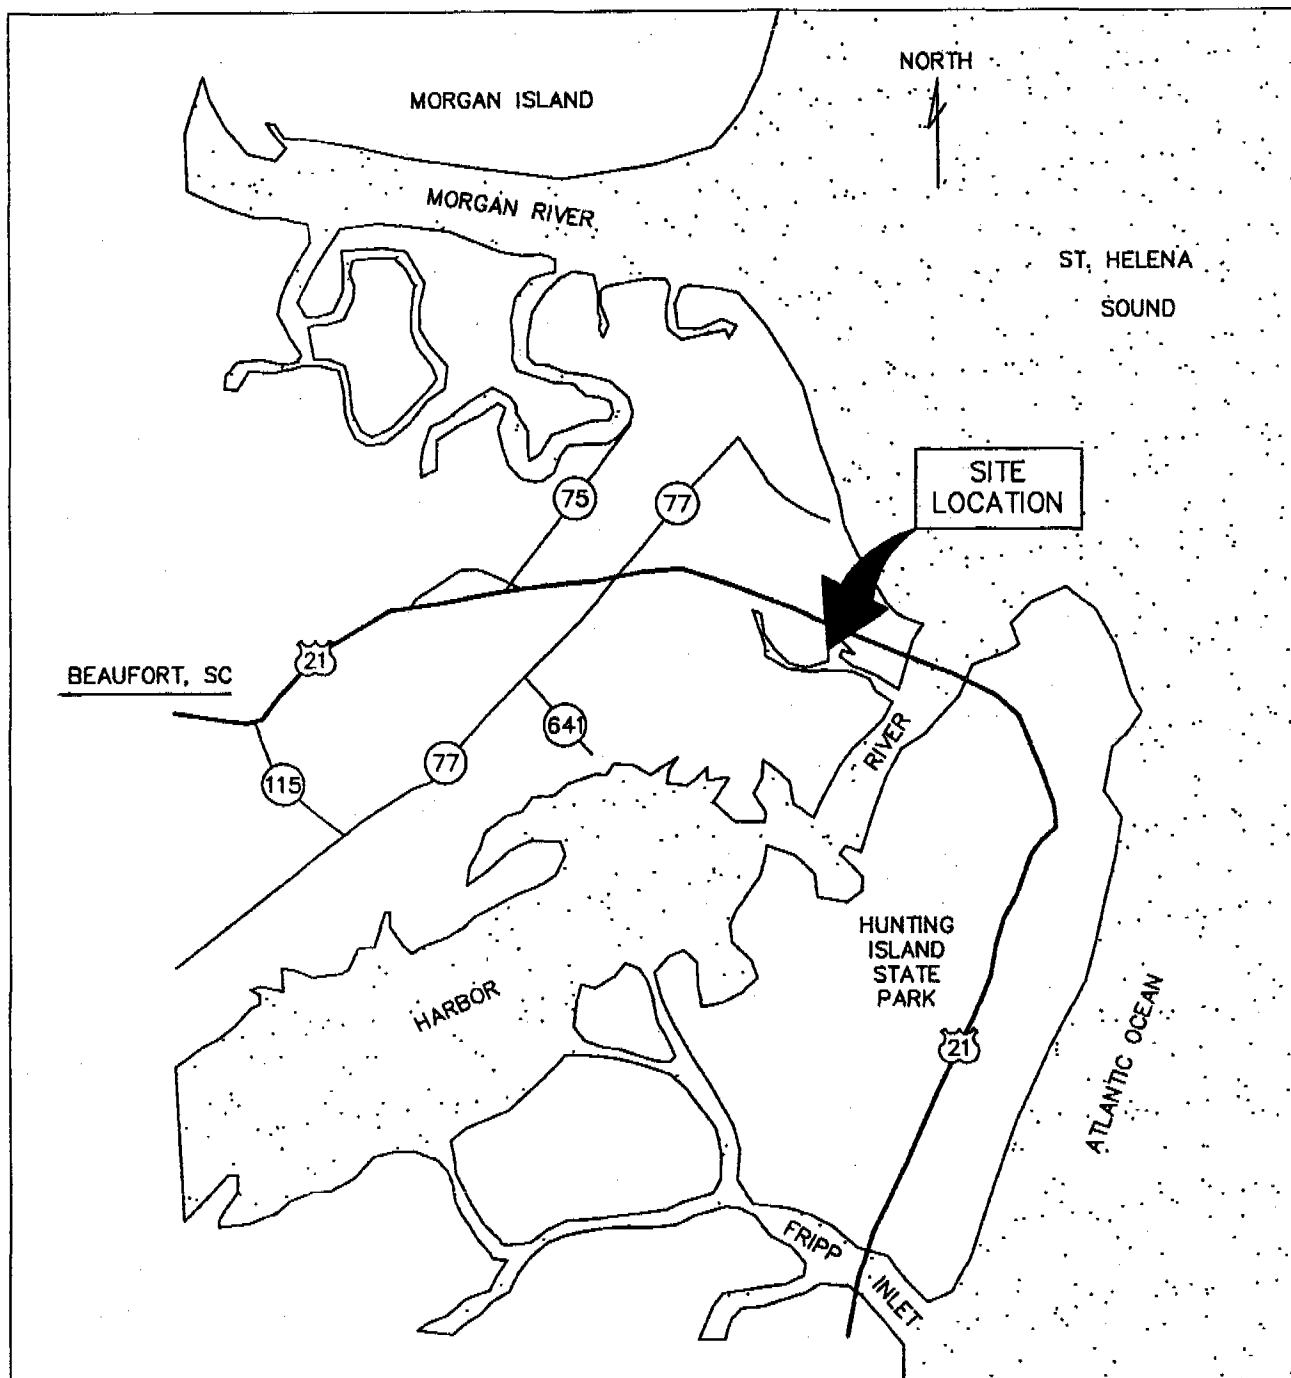 NORTH
MORGAN ISLAND
MORGAN RIVER
ST. HELENA
SOUND
SITE
LOCATION
75
77
21
BEAUFORT, SC
641
RIVER
77
115
HUNTING
ISLAND
STATE
PARK
HARBOR
21
ATLANTIC OCEAN
FRIPP
INLET